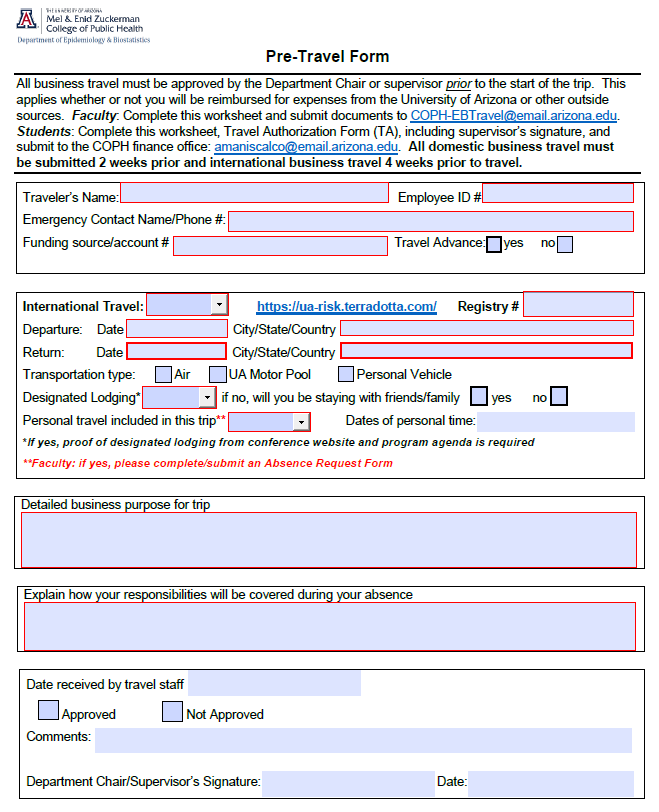 THE UNIVERSITY OF ARIZONA
Mel & Enid Zuckerman
College of Public Health
Department of Epidemiology & Biostatistics
Pre-Travel Form
All business travel must be approved by the Department Chair or supervisor prior to the start of the trip. This
applies whether or not you will be reimbursed for expenses from the University of Arizona or other outside
sources. Faculty: Complete this worksheet and submit documents to COPH-EBTravel@email.arizona.edu.
Students: Complete this worksheet, Travel Authorization Form (TA), including supervisor's signature, and
submit to the COPH finance office: amaniscalco@email.arizona.edu. All domestic business travel must
be submitted 2 weeks prior and international business travel 4 weeks prior to travel.
Traveler's Name: Employee ID #
Emergency Contact Name/Phone #:
Funding source/account # Travel Advance: yes no
International Travel: https://ua-risk.terradotta.com/ Registry #
Departure: Date City/State/Country
Return: Date City/State/Country
Transportation type: Air UA Motor Pool Personal Vehicle
Designated Lodging* if no, will you be staying with friends/family yes no
Personal travel included in this trip** Dates of personal time:
*If yes, proof of designated lodging from conference website and program agenda is required
**Faculty: if yes, please complete/submit an Absence Request Form
Detailed business purpose for trip
Explain how your responsibilities will be covered during your absence
Date received by travel staff
Approved Not Approved
Comments:
Department Chair/Supervisor's Signature: Date: